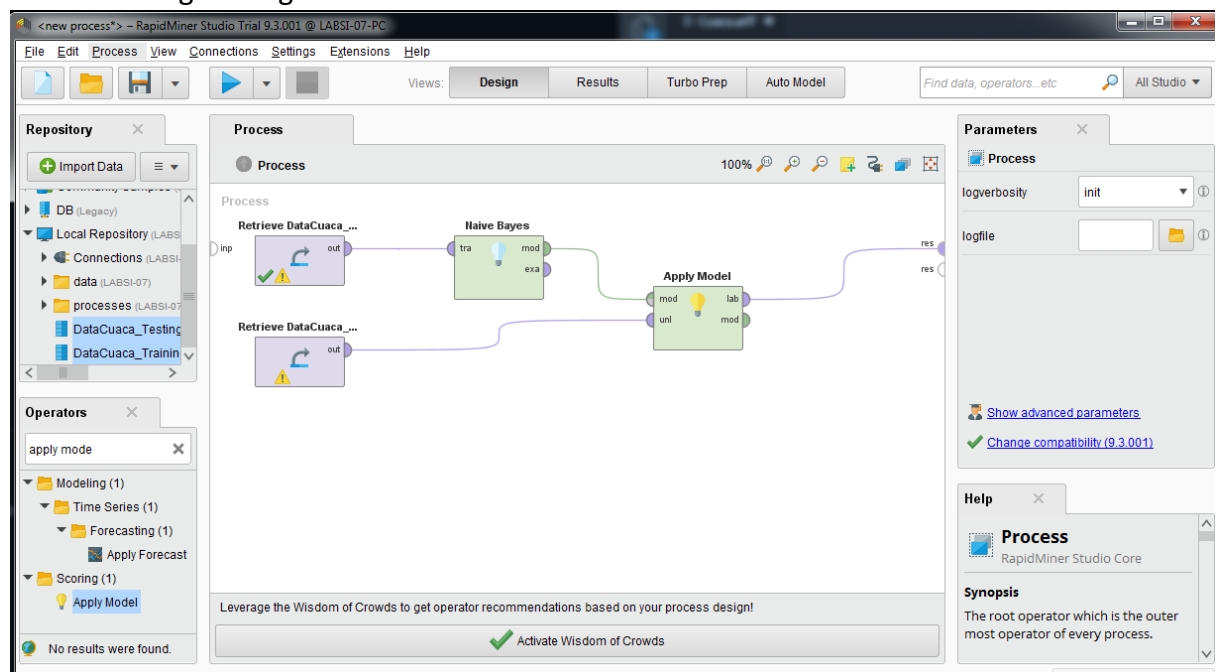 <new process*> – RapidMiner Studio Trial 9.3.001 @ LABSI-07-PC
File Edit Process View Connections Settings Extensions Help
Views: Design Results Turbo Prep Auto Model
Find data, operators...etc
All Studio
Repository
Import Data
DB (Legacy)
Local Repository (LABS
Connections (LABSI-
data (LABSI-07)
processes (LABSI-07
DataCuaca_Testing
DataCuaca_Trainin
Operators
apply mode
Modeling (1)
Time Series (1)
Forecasting (1)
Apply Forecast
Scoring (1)
Apply Model
No results were found.
Process
Process
100%
Process
Retrieve DataCuaca_...
inp
out
Naive Bayes
tra mod
exa
Apply Model
mod lab
unl mod
res
res
Retrieve DataCuaca_...
out
Leverage the Wisdom of Crowds to get operator recommendations based on your process design!
Activate Wisdom of Crowds
Parameters
Process
logverbosity init
logfile
Show advanced parameters
Change compatibility (9.3.001)
Help
Process
RapidMiner Studio Core
Synopsis
The root operator which is the outer
most operator of every process.